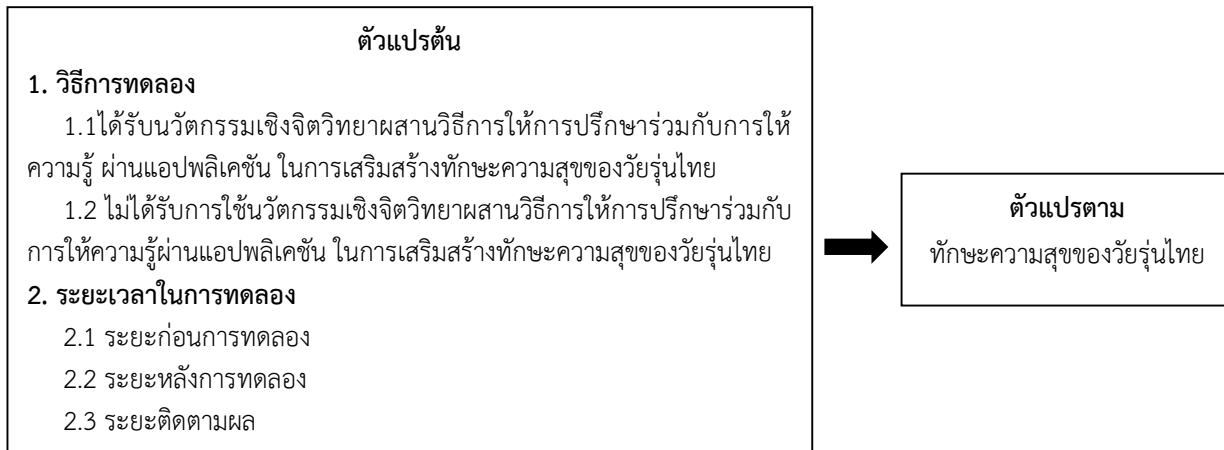 ตัวแปรต้น
1. วิธีการทดลอง
1.1ได้รับนวัตกรรมเชิงจิตวิทยาผสานวิธีการให้การปรึกษาร่วมกับการให้
ความรู้ ผ่านแอปพลิเคชัน ในการเสริมสร้างทักษะความสุขของวัยรุ่นไทย
1.2 ไม่ได้รับการใช้นวัตกรรมเชิงจิตวิทยาผสานวิธีการให้การปรึกษาร่วมกับ
การให้ความรู้ผ่านแอปพลิเคชัน ในการเสริมสร้างทักษะความสุขของวัยรุ่นไทย
2. ระยะเวลาในการทดลอง
2.1 ระยะก่อนการทดลอง
2.2 ระยะหลังการทดลอง
2.3 ระยะติดตามผล
ตัวแปรตาม
ทักษะความสุขของวัยรุ่นไทย